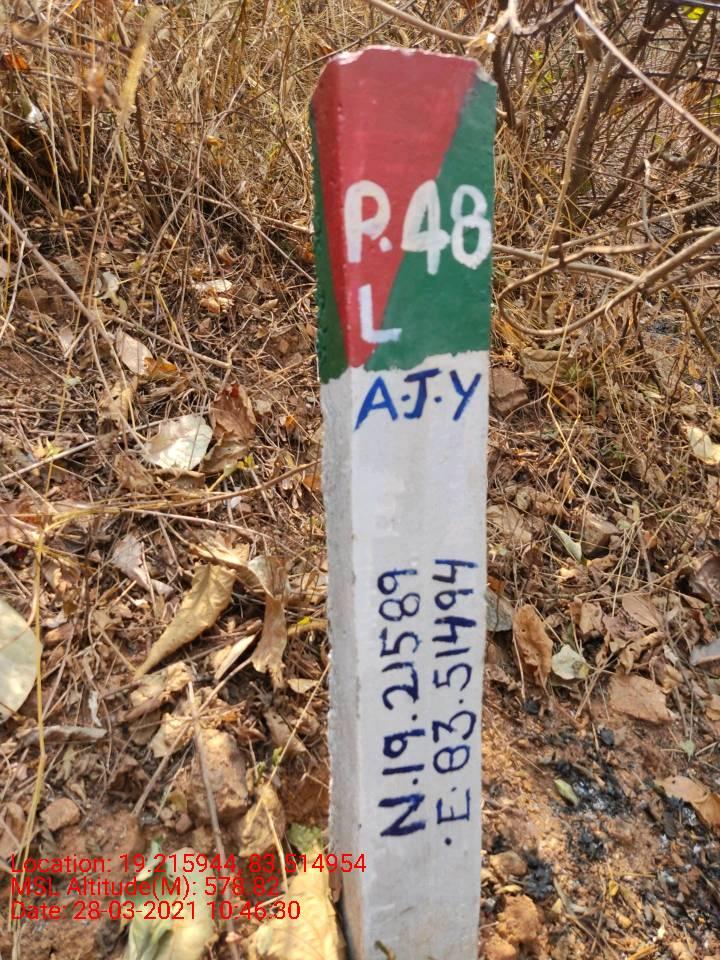 P.48
L
A.J.Y
N.19.21589
.E.83.51494
Location: 19.215944, 83.514954
MSL Altitude(M): 578.82
Date: 28-03-2021 10:46:30